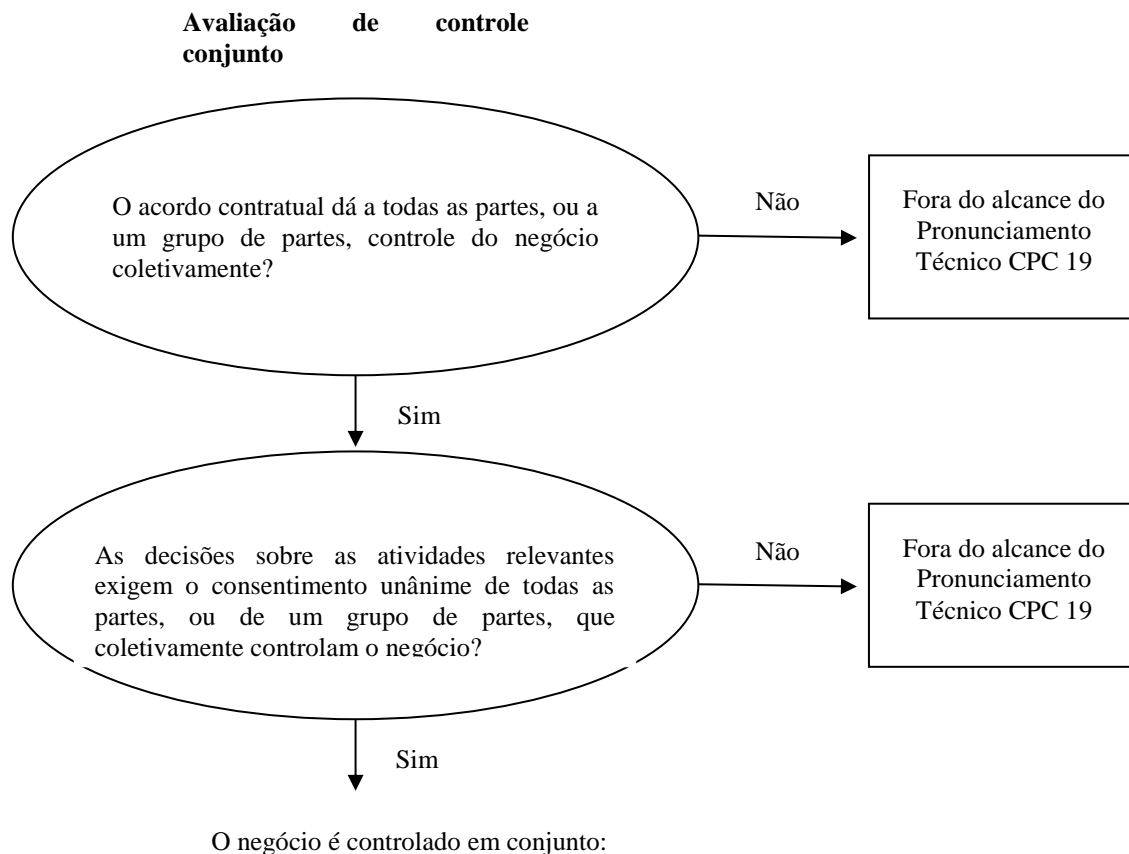 Avaliação de controle
conjunto
O acordo contratual dá a todas as partes, ou a
um grupo de partes, controle do negócio
coletivamente?
Não
Fora do alcance do
Pronunciamento
Técnico CPC 19
Sim
As decisões sobre as atividades relevantes
exigem o consentimento unânime de todas as
partes, ou de um grupo de partes, que
coletivamente controlam o negócio?
Não
Fora do alcance do
Pronunciamento
Técnico CPC 19
Sim
O negócio é controlado em conjunto: